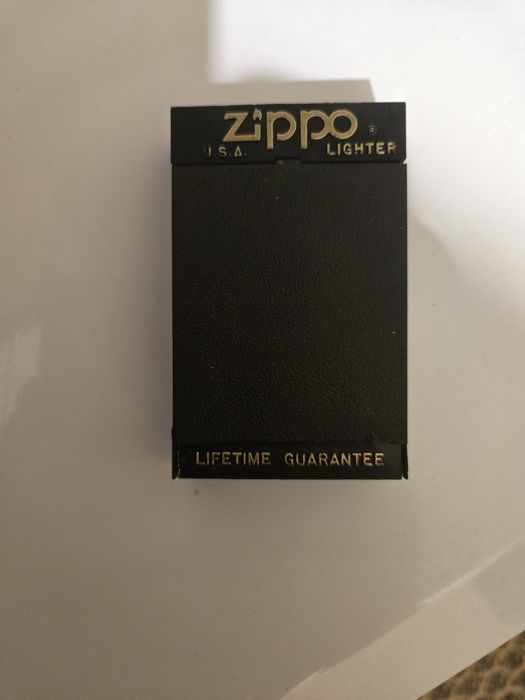 zippo ®
U.S.A. LIGHTER
LIFETIME GUARANTEE